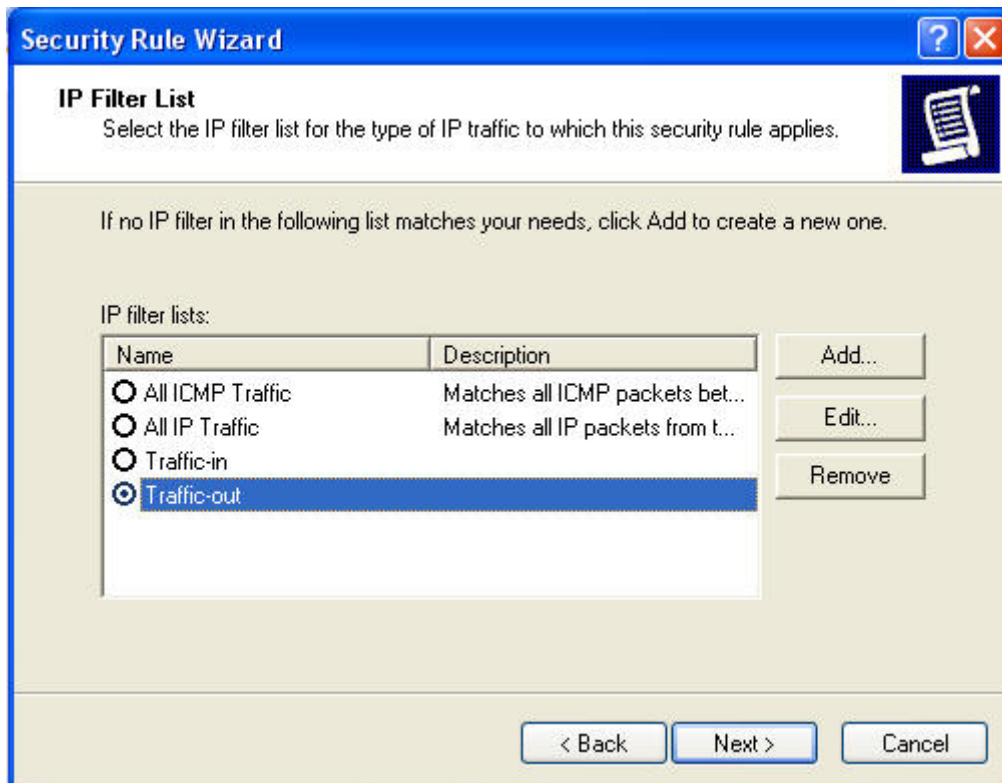 Security Rule Wizard
?
IP Filter List
Select the IP filter list for the type of IP traffic to which this security rule applies.
If no IP filter in the following list matches your needs, click Add to create a new one.
IP filter lists:
Name Description
All ICMP Traffic Matches all ICMP packets bet...
All IP Traffic Matches all IP packets from t...
Traffic-in
Traffic-out
Add...
Edit...
Remove
< Back Next > Cancel